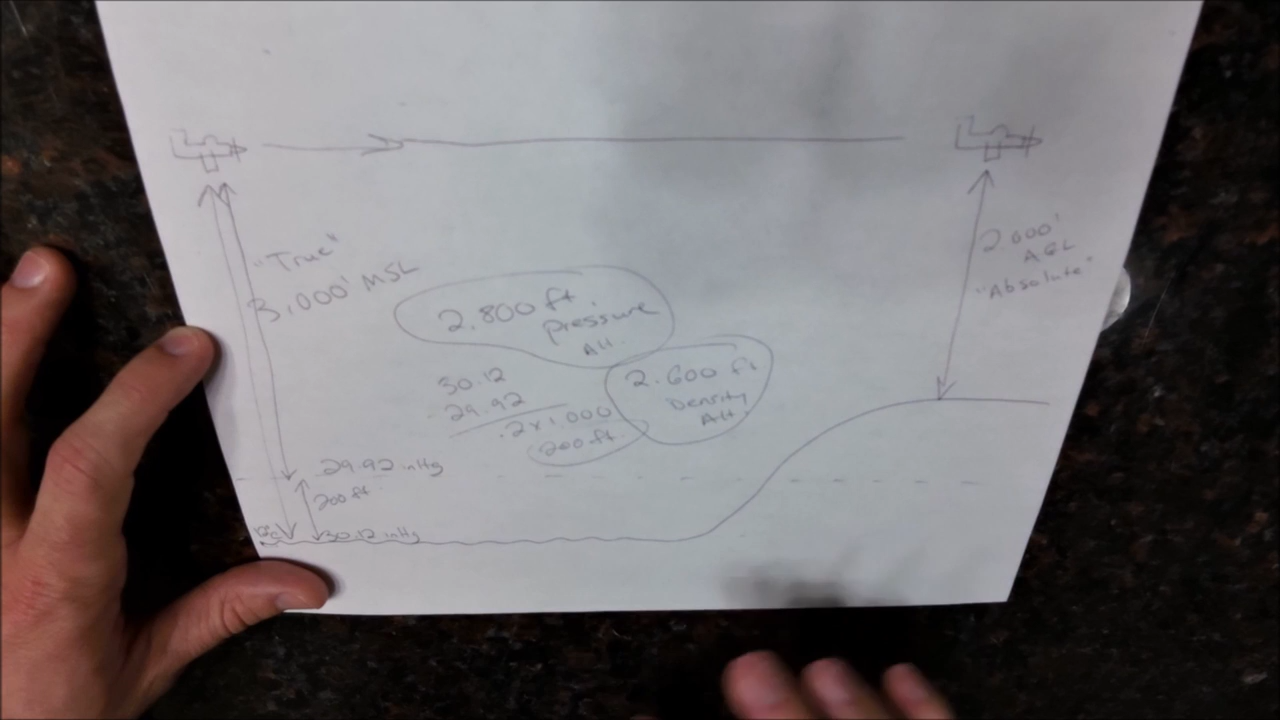 "True"
3,000' MSL
2,000'
AGL
"Absolute"
2,800 ft.
pressure
Alt.
30.12
- 29.92
.2 x 1,000
200 ft.
2,600 ft
Density
Alt.
29.92 inHg
200 ft.
30.12 inHg